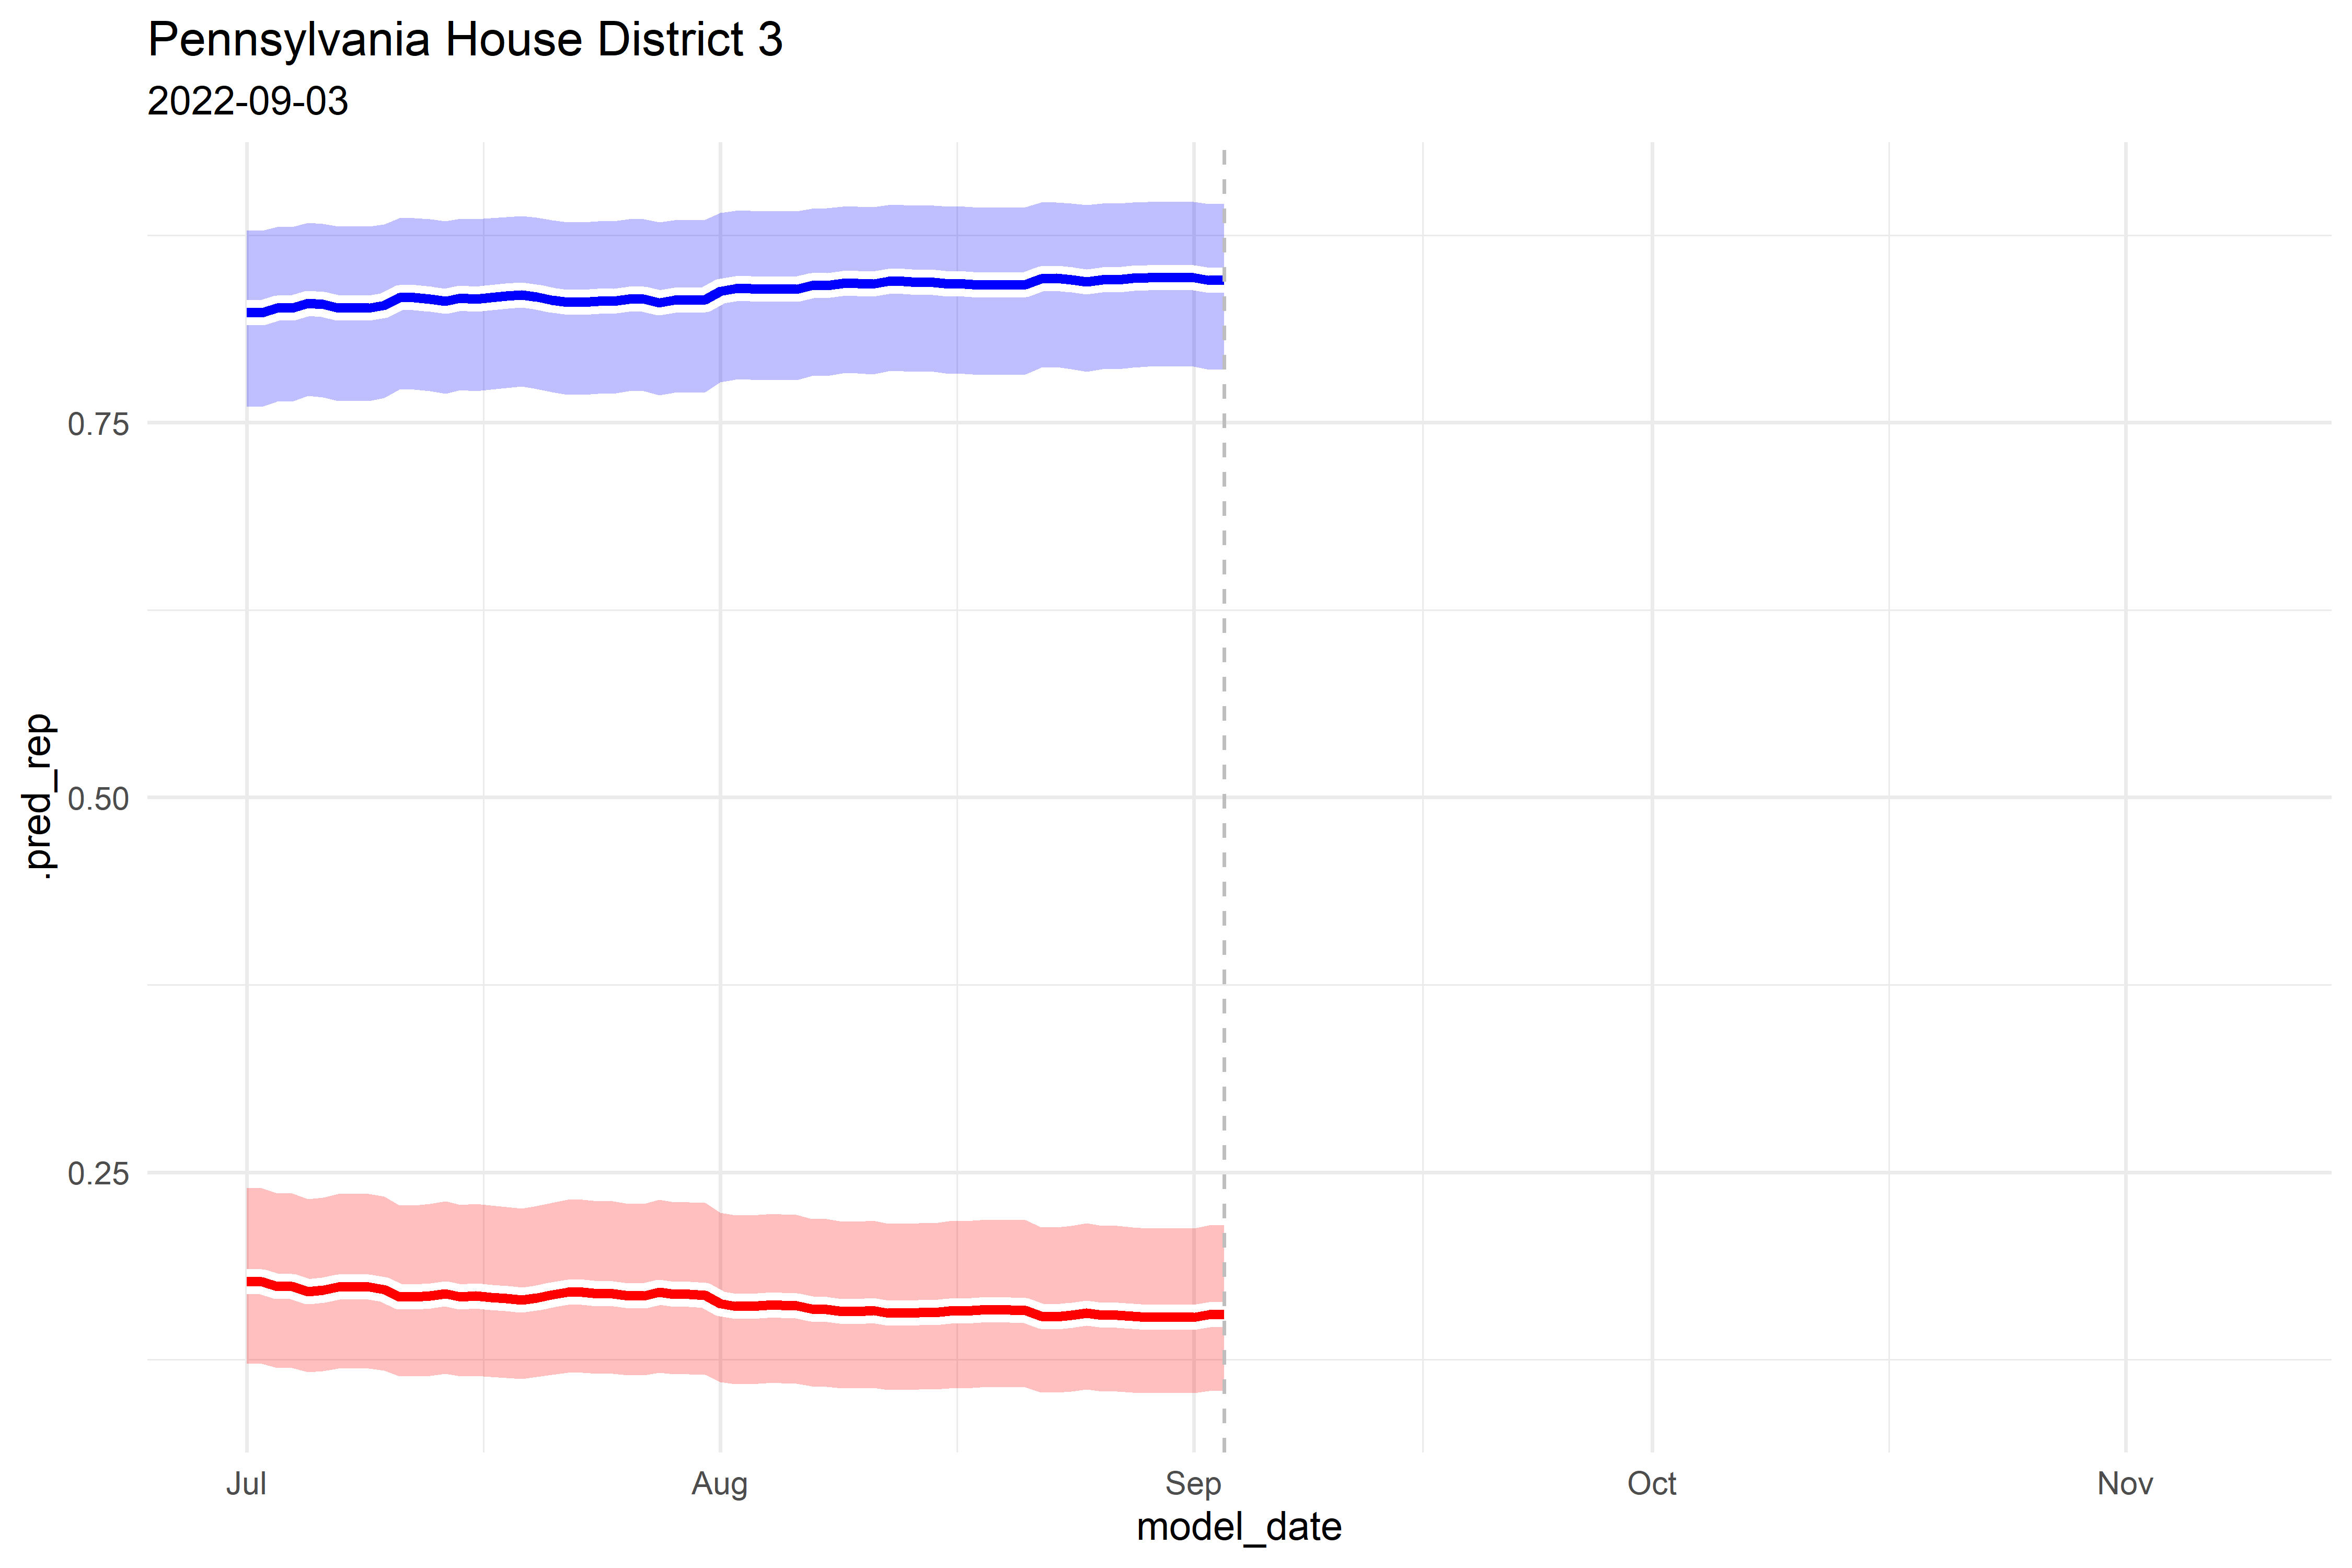 Pennsylvania House District 3
2022-09-03
.pred_rep
0.75
0.50
0.25
Jul Aug Sep Oct Nov
model_date